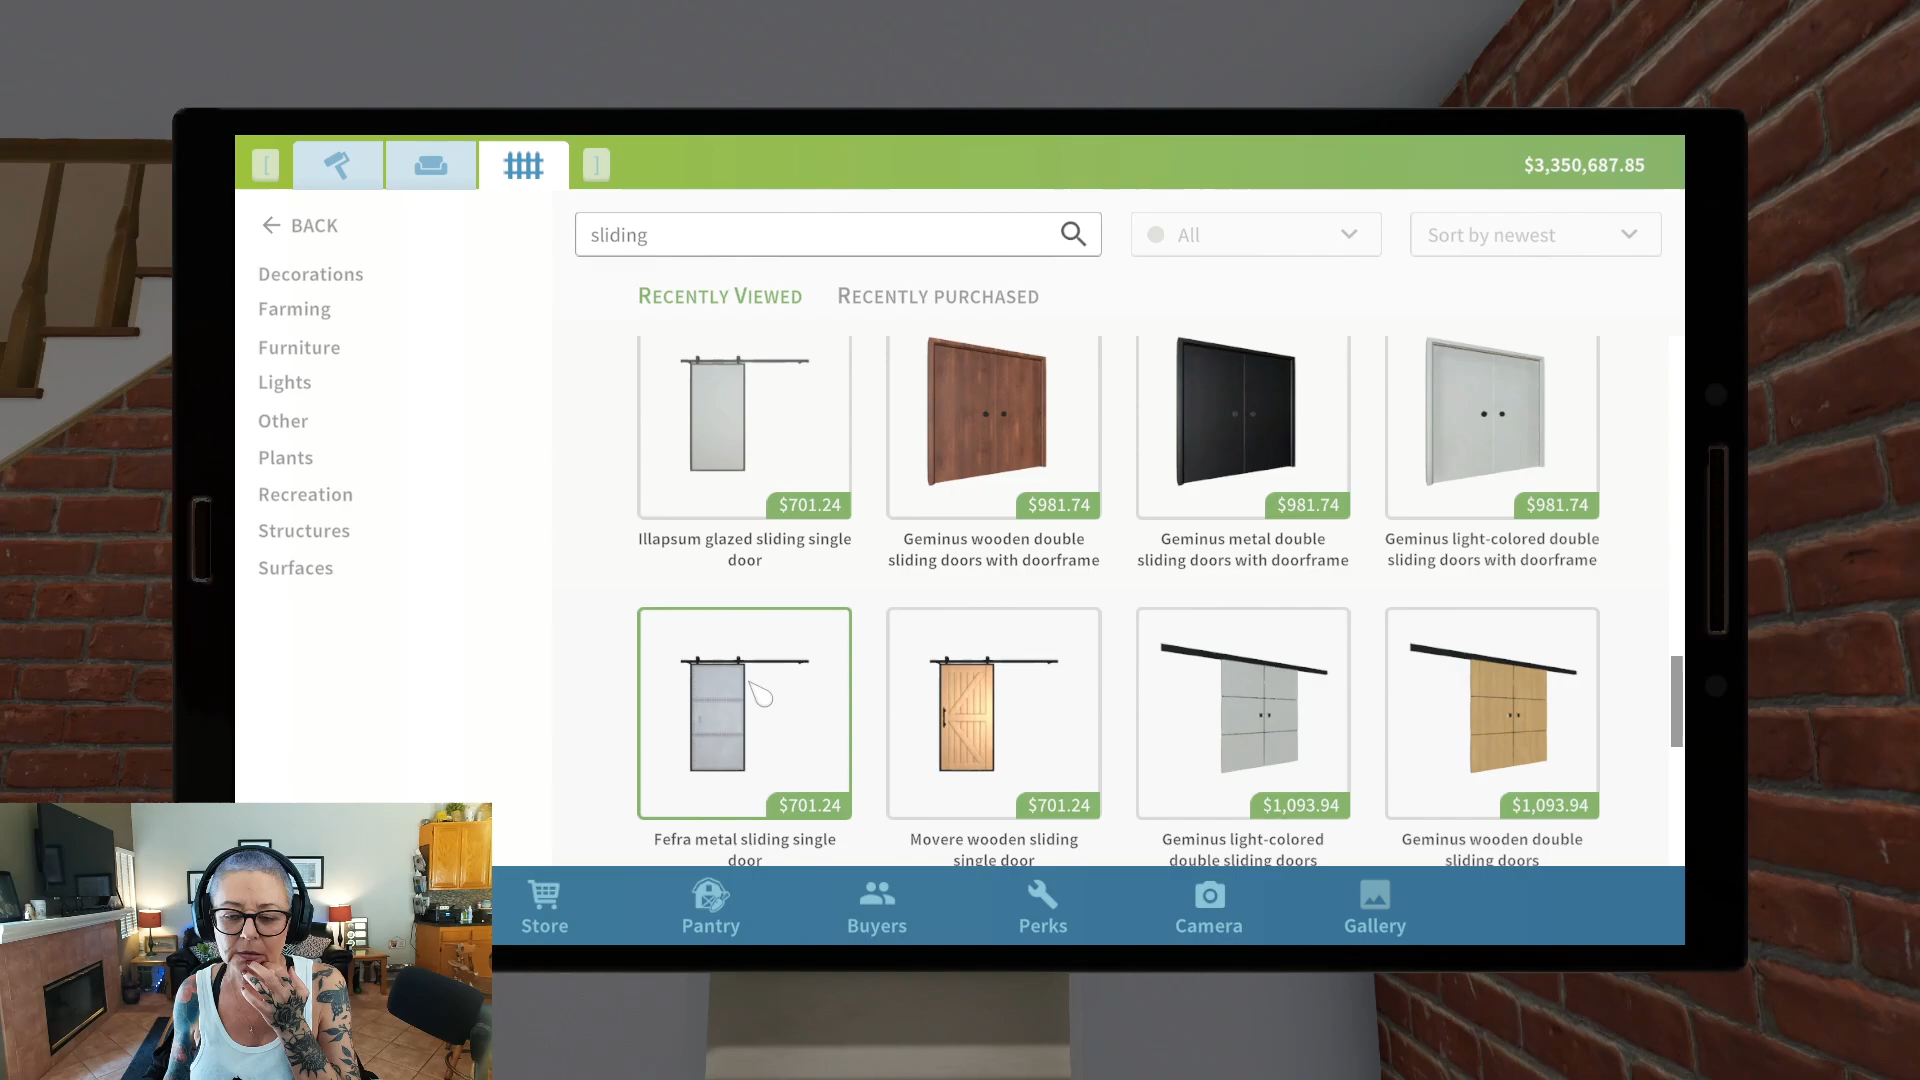 [
]
$3,350,687.85
BACK
sliding
All
Sort by newest
Decorations
Farming
Furniture
Lights
Other
Plants
Recreation
Structures
Surfaces
RECENTLY VIEWED
RECENTLY PURCHASED
$701.24
$981.74
$981.74
$981.74
Illapsum glazed sliding single
door
Geminus wooden double
sliding doors with doorframe
Geminus metal double
sliding doors with doorframe
Geminus light-colored double
sliding doors with doorframe
$701.24
$701.24
$1,093.94
$1,093.94
Fefra metal sliding single
door
Movere wooden sliding
single door
Geminus light-colored
double sliding doors
Geminus wooden double
sliding doors
Store
Pantry
Buyers
Perks
Camera
Gallery